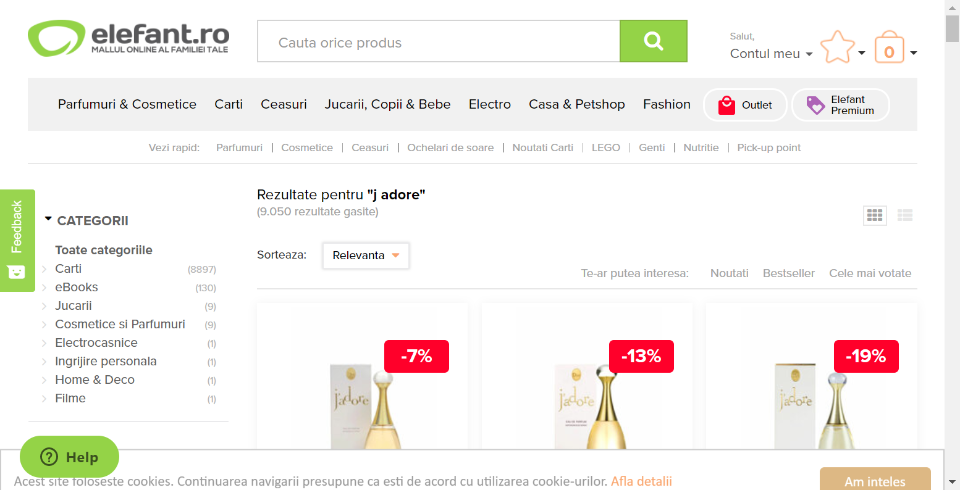 elefant.ro
MALLUL ONLINE AL FAMILIEI TALE
Cauta orice produs
Salut,
Contul meu
0
Parfumuri & Cosmetice Carti Ceasuri Jucarii, Copii & Bebe Electro Casa & Petshop Fashion Outlet Elefant Premium
Vezi rapid: Parfumuri | Cosmetice | Ceasuri | Ochelari de soare | Noutati Carti | LEGO | Genti | Nutritie | Pick-up point
Feedback
Rezultate pentru "j adore"
(9.050 rezultate gasite)
CATEGORII
Toate categoriile
Carti (8897)
eBooks (130)
Jucarii (9)
Cosmetice si Parfumuri (9)
Electrocasnice (1)
Ingrijire personala (1)
Home & Deco (1)
Filme (1)
Sorteaza: Relevanta
Te-ar putea interesa: Noutati Bestseller Cele mai votate
-7% -13% -19%
j'adore j'adore j'adore
Help
Acest site foloseste cookies. Continuarea navigarii presupune ca esti de acord cu utilizarea cookie-urilor. Afla detalii
Am inteles